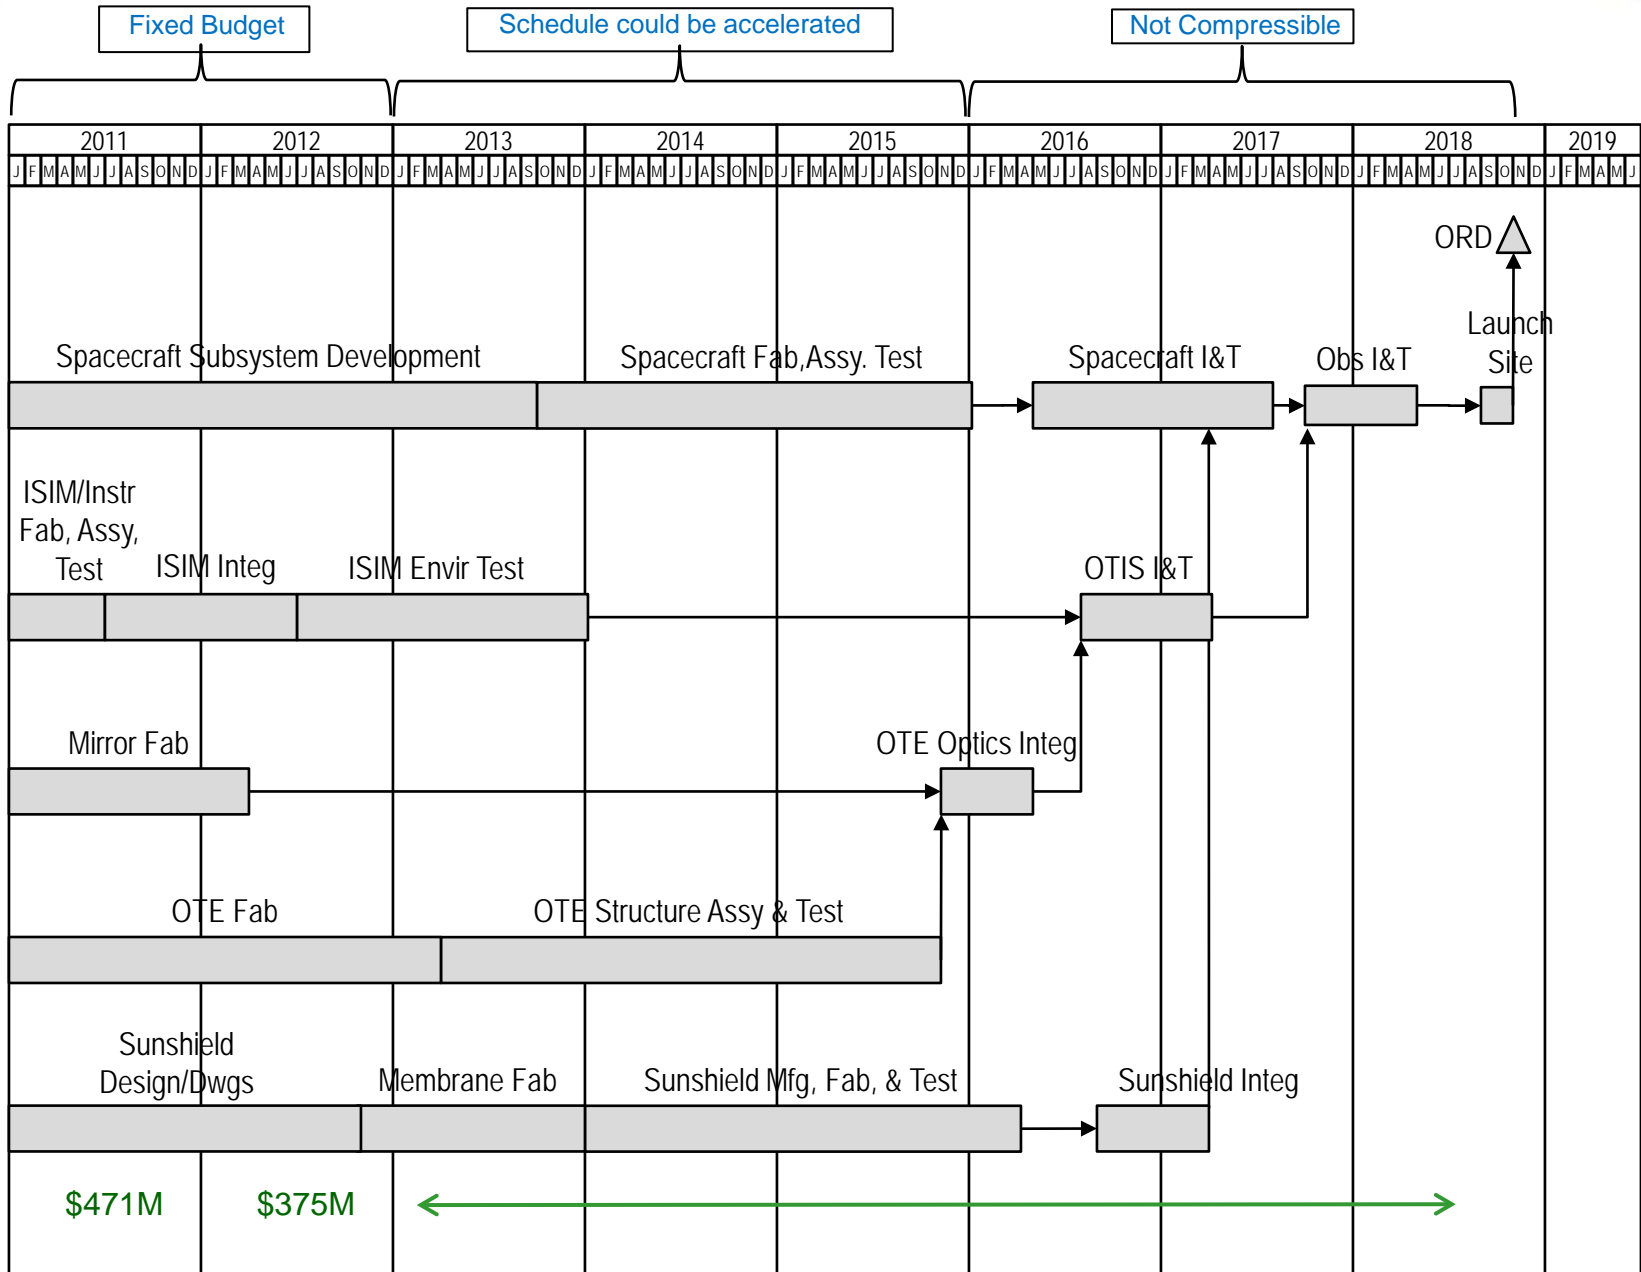 Fixed Budget
Schedule could be accelerated
Not Compressible
2011 2012 2013 2014 2015 2016 2017 2018 2019
J F M A M J J A S O N D J F M A M J J A S O N D J F M A M J J A S O N D J F M A M J J A S O N D J F M A M J J A S O N D J F M A M J J A S O N D J F M A M J J A S O N D J F M A M J J A S O N D J F M A M J
ORD
Launch
Site
Spacecraft Subsystem Development
Spacecraft Fab,Assy. Test
Spacecraft I&T
Obs I&T
ISIM/Instr
Fab, Assy,
Test
ISIM Integ
ISIM Envir Test
OTIS I&T
Mirror Fab
OTE Optics Integ
OTE Fab
OTE Structure Assy & Test
Sunshield
Design/Dwgs
Membrane Fab
Sunshield Mfg, Fab, & Test
Sunshield Integ
$471M
$375M